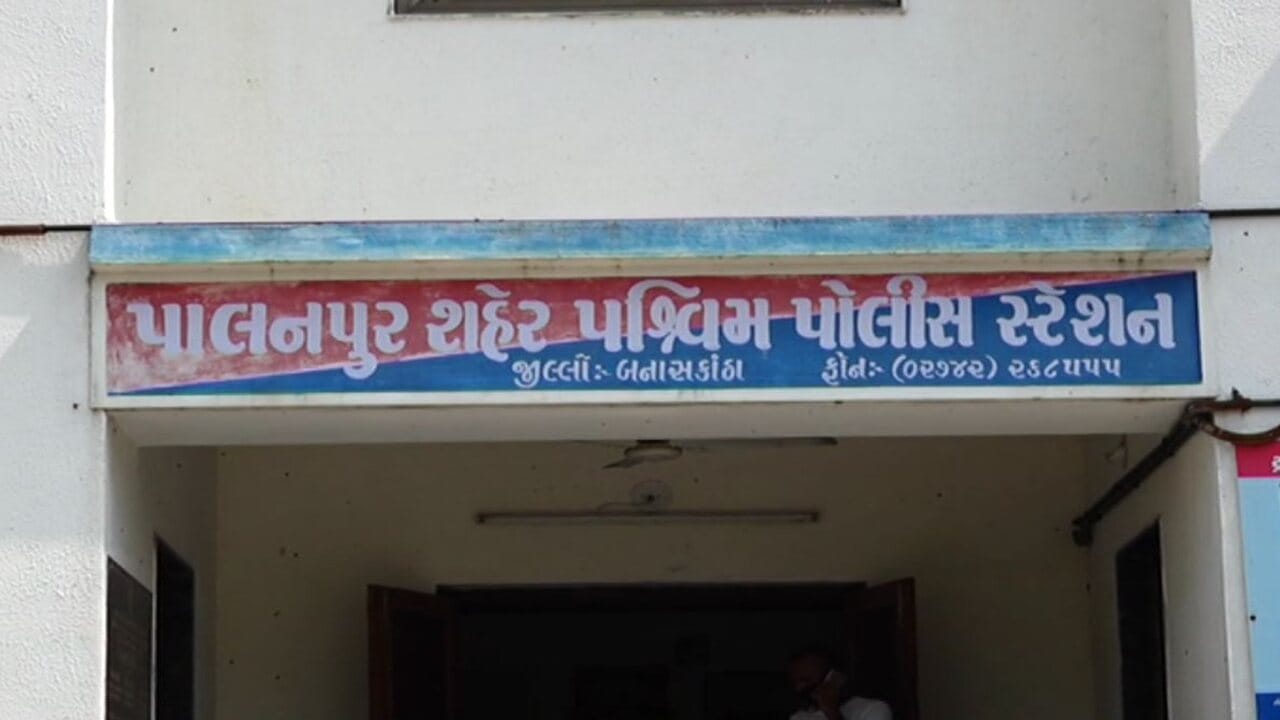 પાલનપુર શહેર પશ્ચિમ પોલીસ સ્ટેશન
જીલ્લોઃ- બનાસકાંઠા ફોનઃ- (૦૨૭૪૨) ૨૬૮૫૫૫